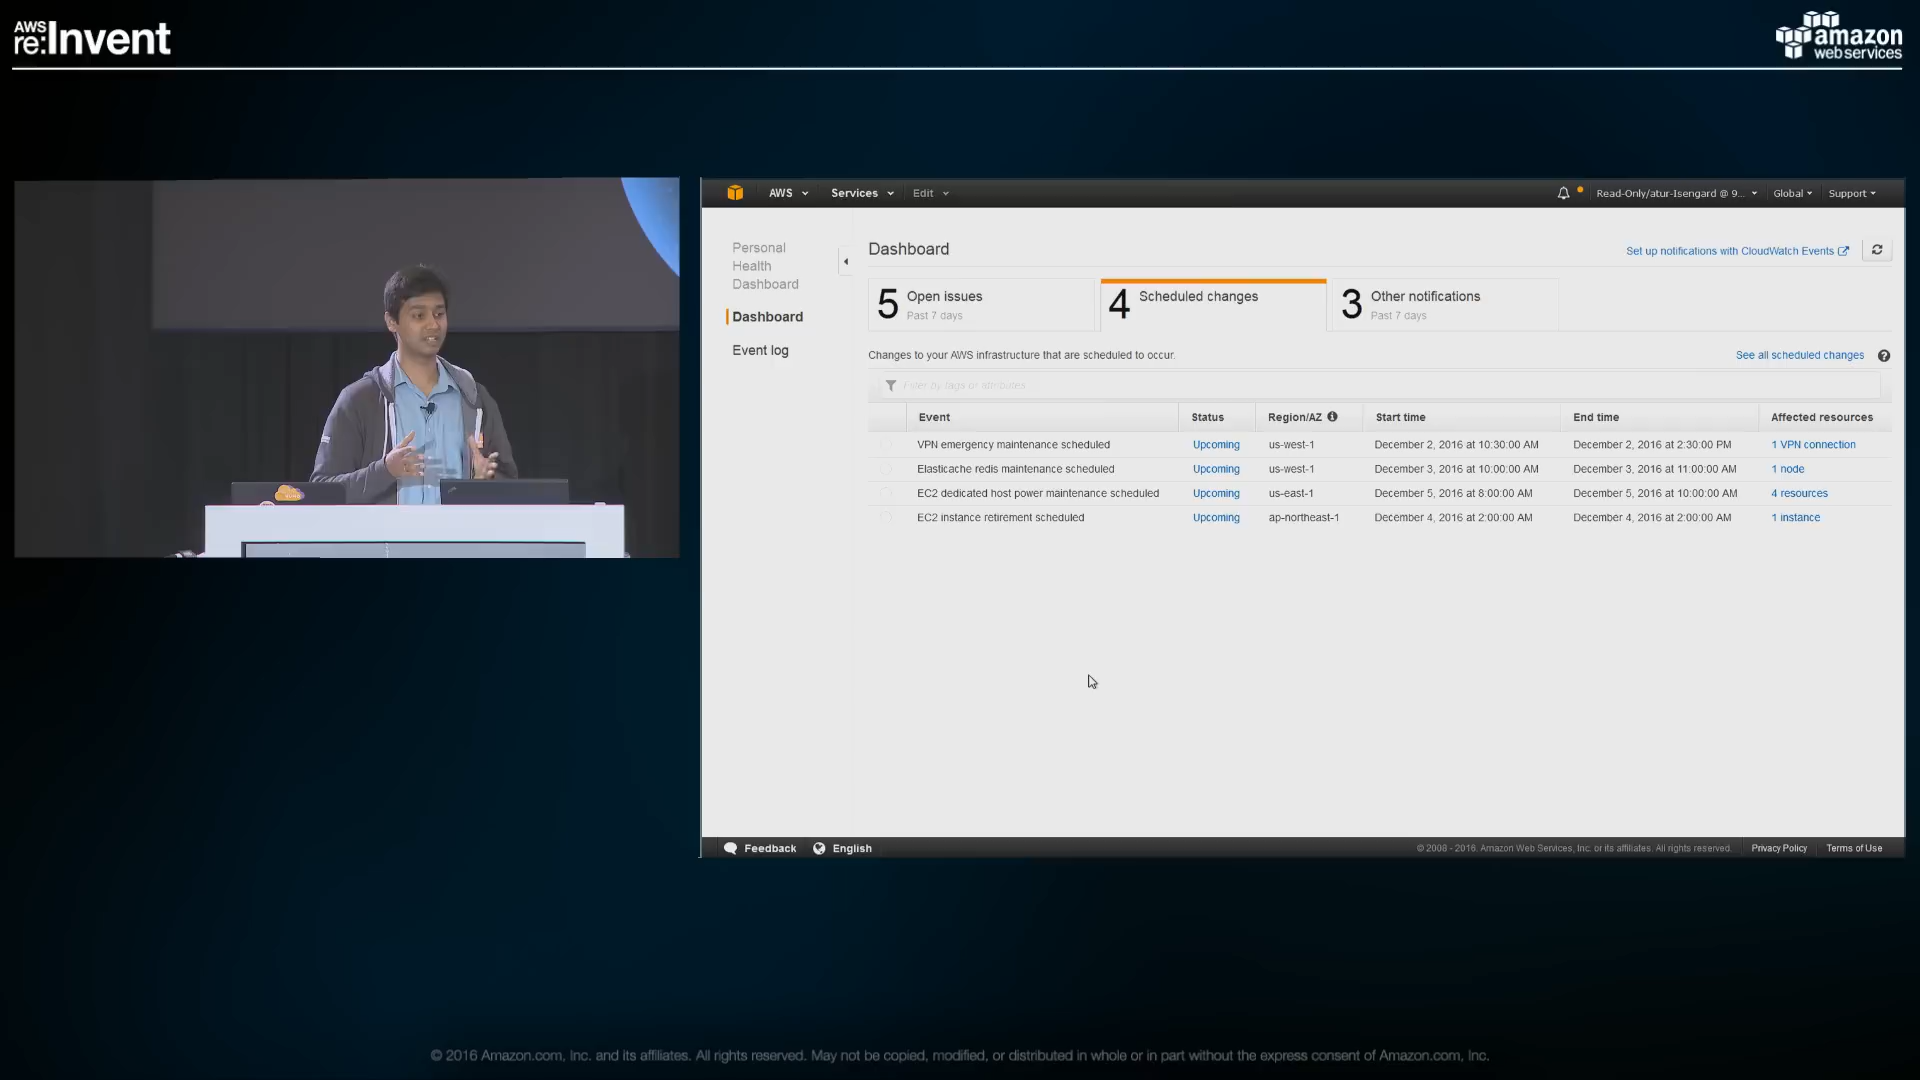 AWS
re:Invent
amazon
webservices
AWS Services Edit Read-Only/atur-Isengard @ 9... Global Support
Personal
Health
Dashboard
Dashboard
Event log
Dashboard
Set up notifications with CloudWatch Events
5 Open issues
Past 7 days
4 Scheduled changes
3 Other notifications
Past 7 days
Changes to your AWS infrastructure that are scheduled to occur.
See all scheduled changes
Filter by tags or attributes
Event Status Region/AZ Start time End time Affected resources
VPN emergency maintenance scheduled Upcoming us-west-1 December 2, 2016 at 10:30:00 AM December 2, 2016 at 2:30:00 PM 1 VPN connection
Elasticache redis maintenance scheduled Upcoming us-west-1 December 3, 2016 at 10:00:00 AM December 3, 2016 at 11:00:00 AM 1 node
EC2 dedicated host power maintenance scheduled Upcoming us-east-1 December 5, 2016 at 8:00:00 AM December 5, 2016 at 10:00:00 AM 4 resources
EC2 instance retirement scheduled Upcoming ap-northeast-1 December 4, 2016 at 2:00:00 AM December 4, 2016 at 2:00:00 AM 1 instance
Feedback English
© 2008 - 2016, Amazon Web Services, Inc. or its affiliates. All rights reserved. Privacy Policy Terms of Use
© 2016 Amazon.com, Inc. and its affiliates. All rights reserved. May not be copied, modified, or distributed in whole or in part without the express consent of Amazon.com, Inc.